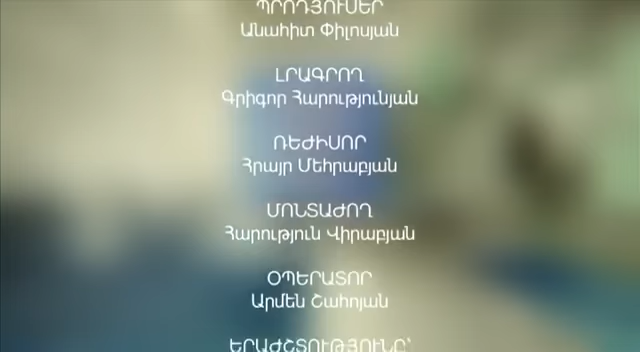 ՊՐՈԴՅՈՒՍԵՐ
Անահիտ Փիլոսյան
ԼՐԱԳՐՈՂ
Գրիգոր Հարությունյան
ՌԵԺԻՍՈՐ
Հրայր Մեհրաբյան
ՄՈՆՏԱԺՈՂ
Հարություն Վիրաբյան
ՕՊԵՐԱՏՈՐ
Արմեն Շահոյան
ԵՐԱԺՇՏՈՒԹՅՈՒՆԸ՝